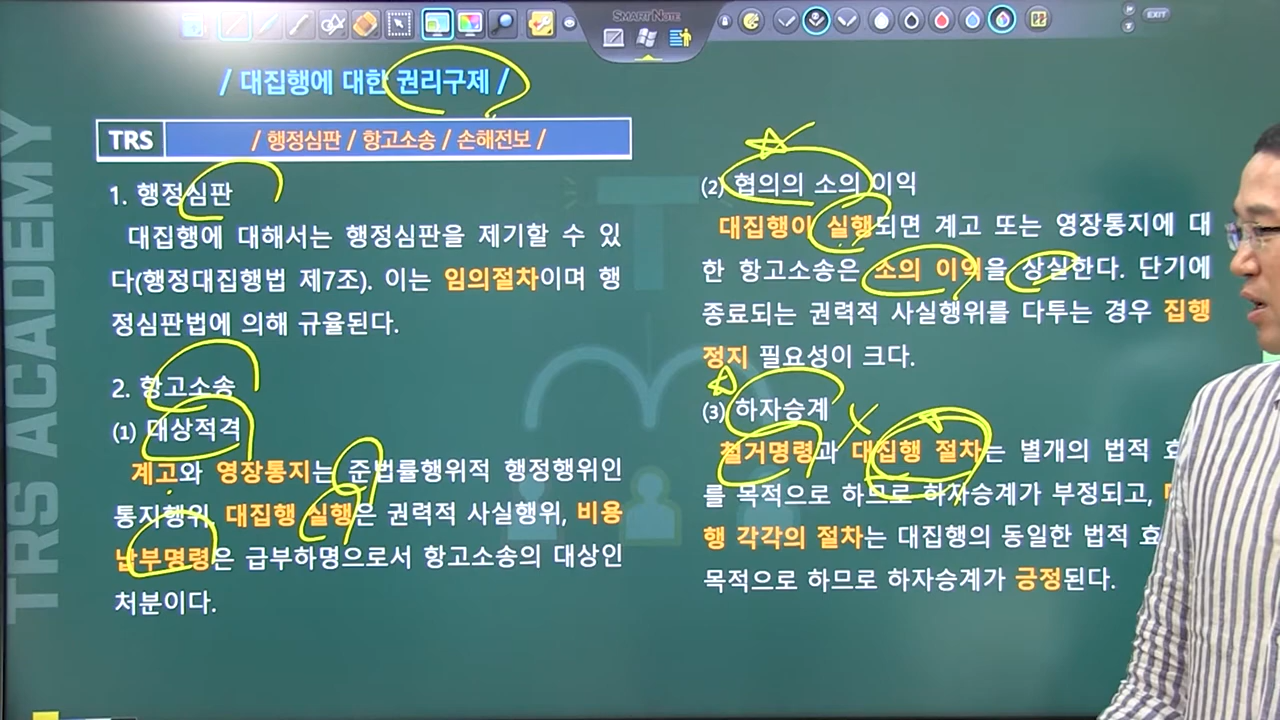 SMARTNOTE
EXIT
/ 대집행에 대한 권리구제 /
TRS
/ 행정심판 / 항고소송 / 손해전보 /
1. 행정심판
대집행에 대해서는 행정심판을 제기할 수 있
다(행정대집행법 제7조). 이는 임의절차이며 행
정심판법에 의해 규율된다.
2. 항고소송
(1) 대상적격
계고와 영장통지는 준법률행위적 행정행위인
통지행위, 대집행 실행은 권력적 사실행위, 비용
납부명령은 급부하명으로서 항고소송의 대상인
처분이다.
(2) 협의의 소의 이익
대집행이 실행되면 계고 또는 영장통지에 대
한 항고소송은 소의 이익을 상실한다. 단기에
종료되는 권력적 사실행위를 다투는 경우 집행
정지 필요성이 크다.
(3) 하자승계
철거명령과 대집행 절차는 별개의 법적 효
를 목적으로 하므로 하자승계가 부정되고,
행 각각의 절차는 대집행의 동일한 법적 효
목적으로 하므로 하자승계가 긍정된다.
TRS ACADEMY